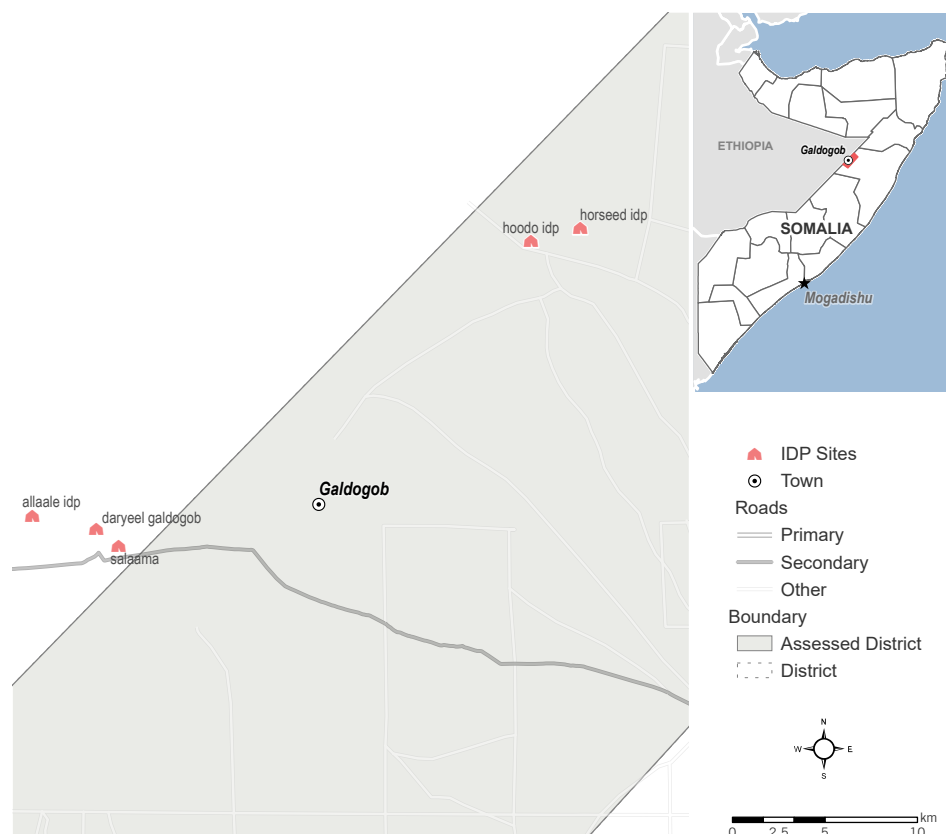 hoodo idp
horseed idp
Galdogob
allaale idp
daryeel galdogob
salaama
ETHIOPIA
Galdogob
SOMALIA
Mogadishu
IDP Sites
Town
Roads
Primary
Secondary
Other
Boundary
Assessed District
District
N
W E
S
km
0 2.5 5 10